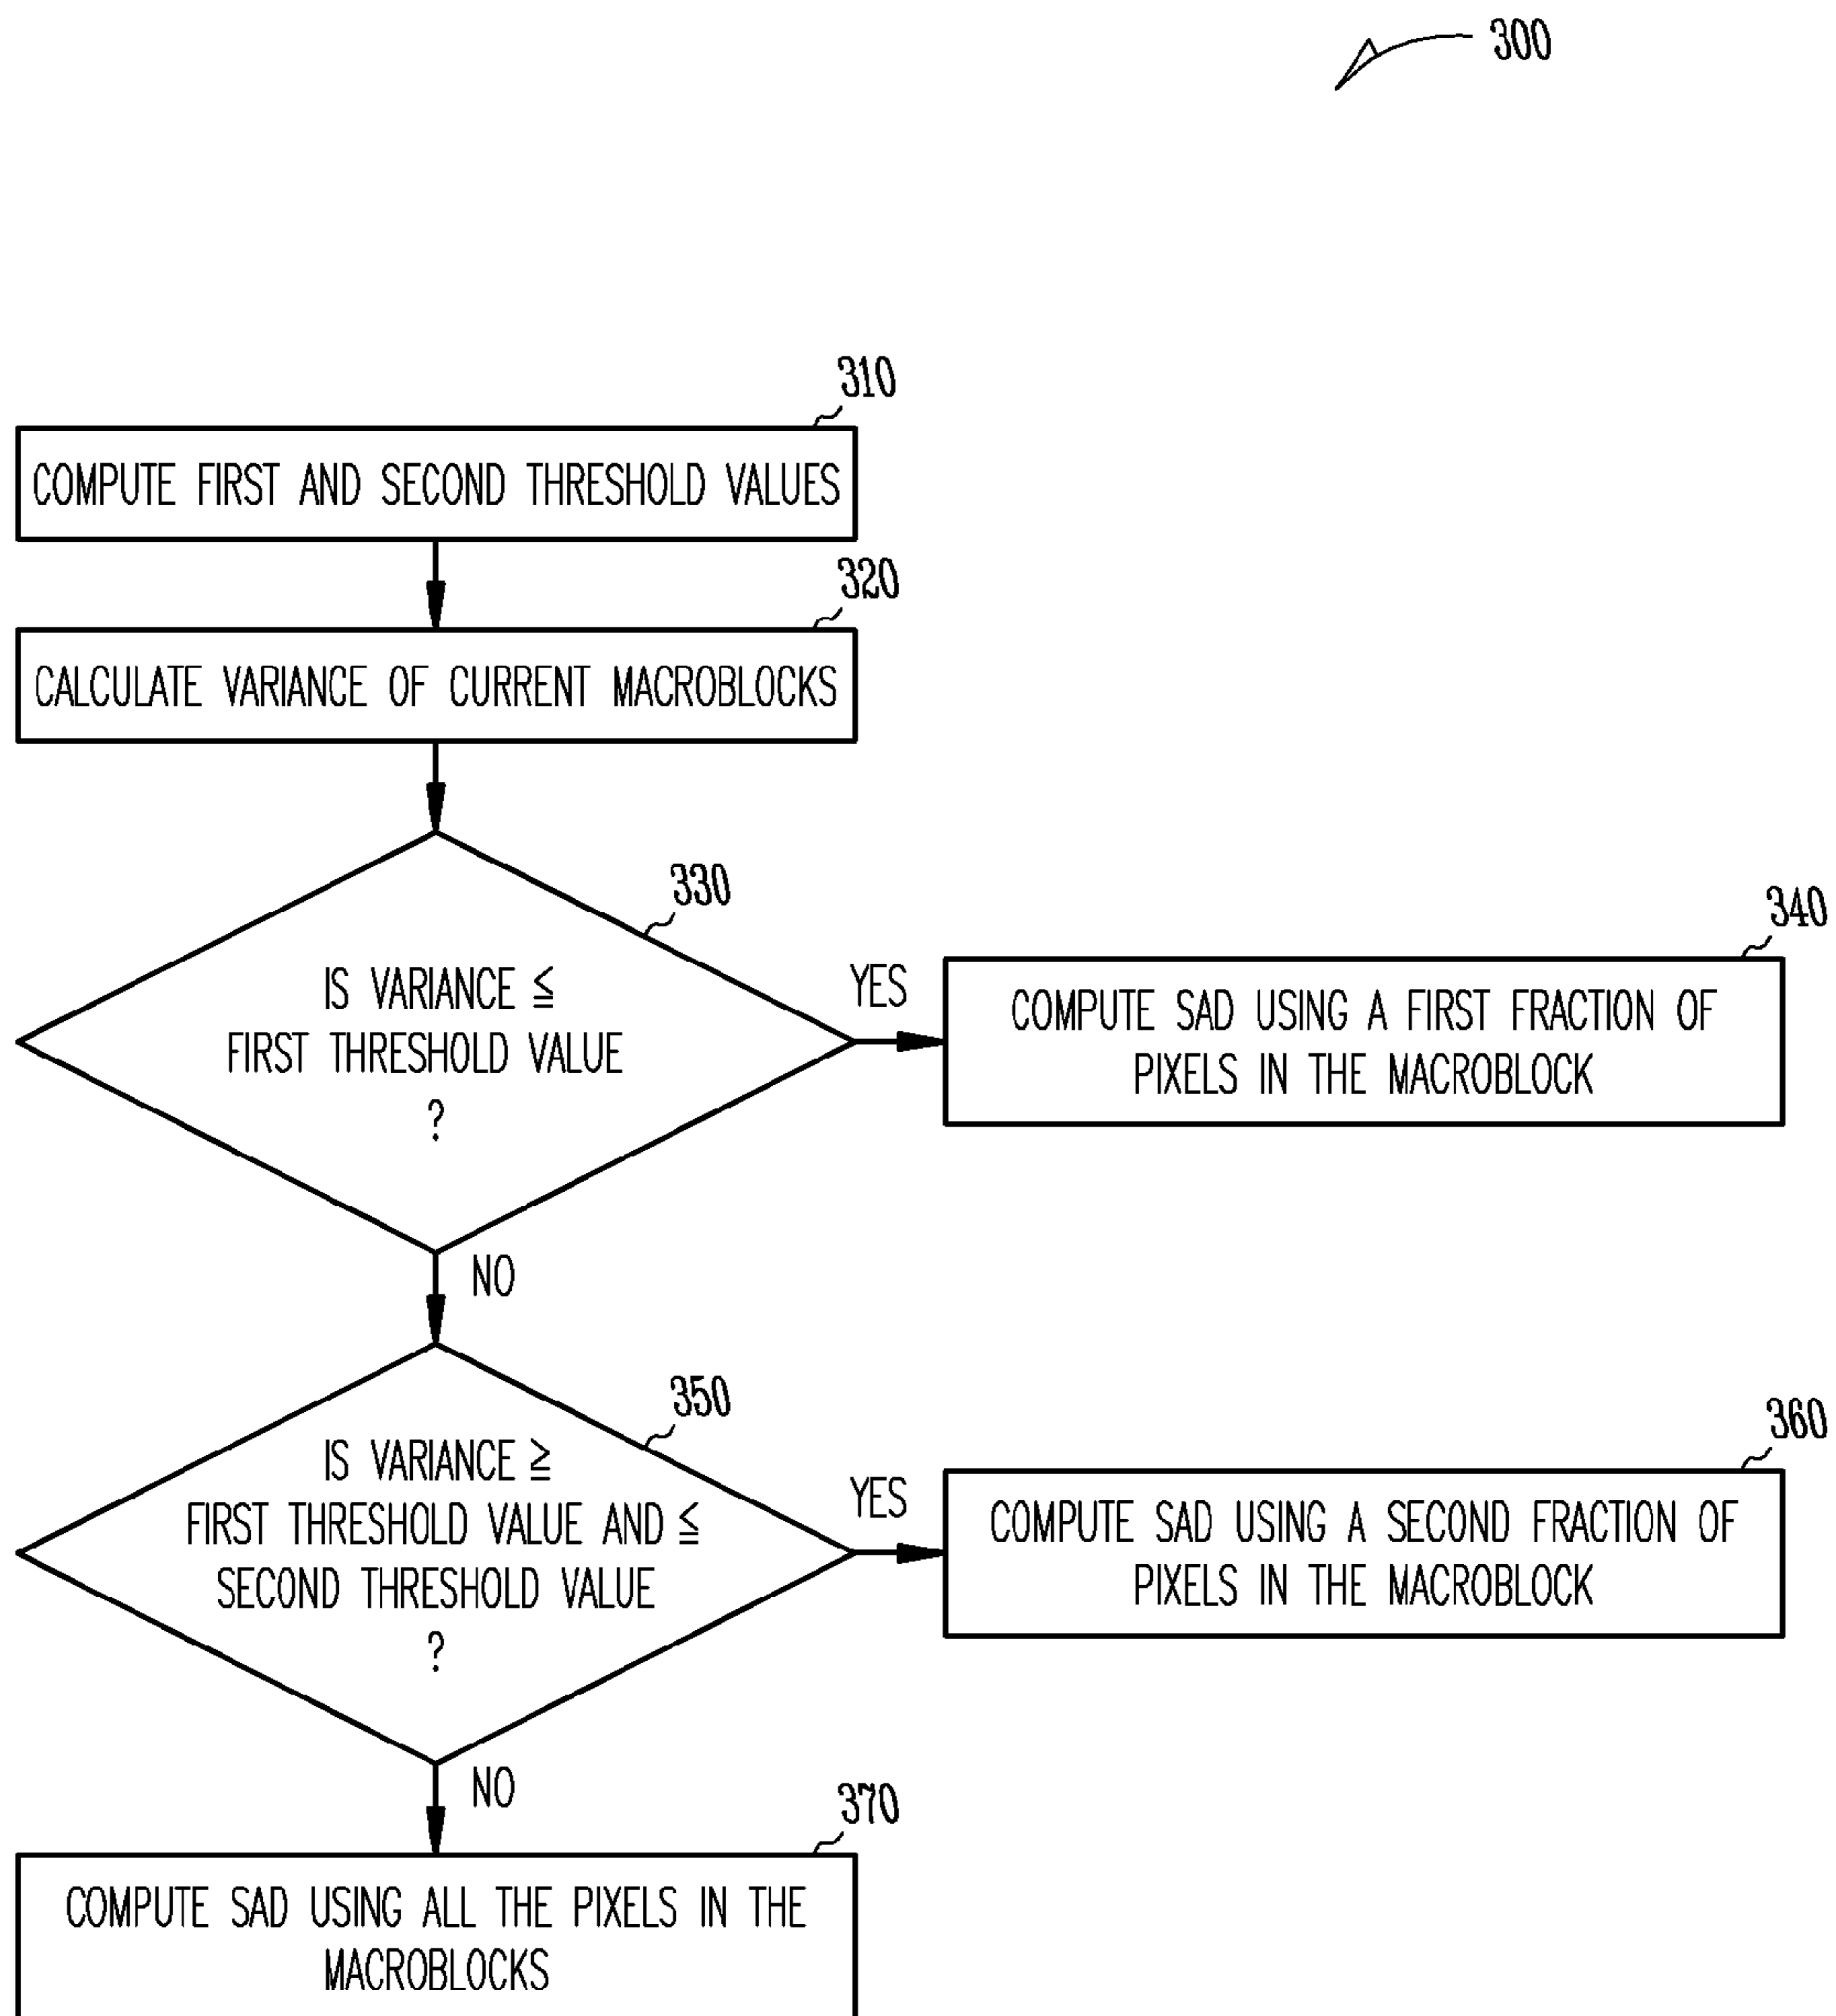 300
310
COMPUTE FIRST AND SECOND THRESHOLD VALUES
320
CALCULATE VARIANCE OF CURRENT MACROBLOCKS
330
IS VARIANCE ≦
FIRST THRESHOLD VALUE
?
YES
340
COMPUTE SAD USING A FIRST FRACTION OF
PIXELS IN THE MACROBLOCK
NO
350
IS VARIANCE ≧
FIRST THRESHOLD VALUE AND ≦
SECOND THRESHOLD VALUE
?
YES
360
COMPUTE SAD USING A SECOND FRACTION OF
PIXELS IN THE MACROBLOCK
NO
370
COMPUTE SAD USING ALL THE PIXELS IN THE
MACROBLOCKS